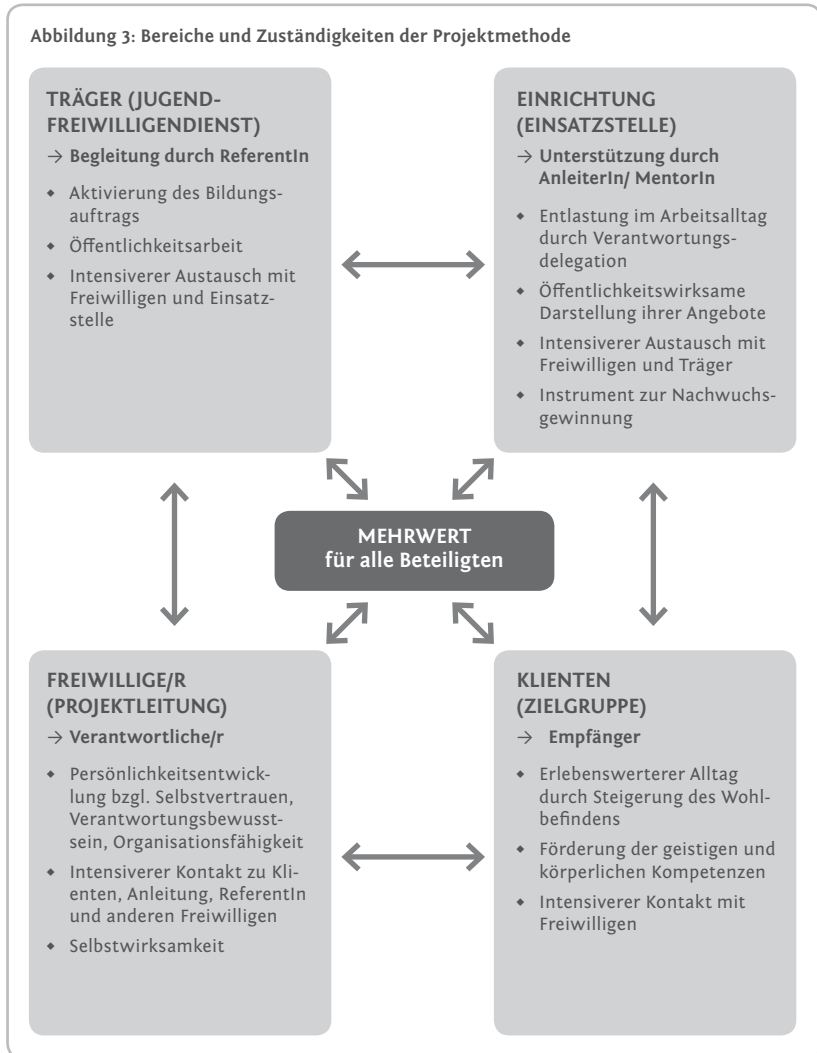 Abbildung 3: Bereiche und Zuständigkeiten der Projektmethode
TRÄGER (JUGEND-
FREIWILLIGENDIENST)
→ Begleitung durch ReferentIn
◆ Aktivierung des Bildungs-
auftrags
◆ Öffentlichkeitsarbeit
◆ Intensiverer Austausch mit
Freiwilligen und Einsatz-
stelle
EINRICHTUNG
(EINSATZSTELLE)
→ Unterstützung durch
AnleiterIn/ MentorIn
◆ Entlastung im Arbeitsalltag
durch Verantwortungs-
delegation
◆ Öffentlichkeitswirksame
Darstellung ihrer Angebote
◆ Intensiverer Austausch mit
Freiwilligen und Träger
◆ Instrument zur Nachwuchs-
gewinnung
MEHRWERT
für alle Beteiligten
FREIWILLIGE/R
(PROJEKTLEITUNG)
→ Verantwortliche/r
◆ Persönlichkeitsentwick-
lung bzgl. Selbstvertrauen,
Verantwortungsbewusst-
sein, Organisationsfähigkeit
◆ Intensiverer Kontakt zu Kli-
enten, Anleitung, ReferentIn
und anderen Freiwilligen
◆ Selbstwirksamkeit
KLIENTEN
(ZIELGRUPPE)
→ Empfänger
◆ Erlebenswerterer Alltag
durch Steigerung des Wohl-
befindens
◆ Förderung der geistigen und
körperlichen Kompetenzen
◆ Intensiverer Kontakt mit
Freiwilligen